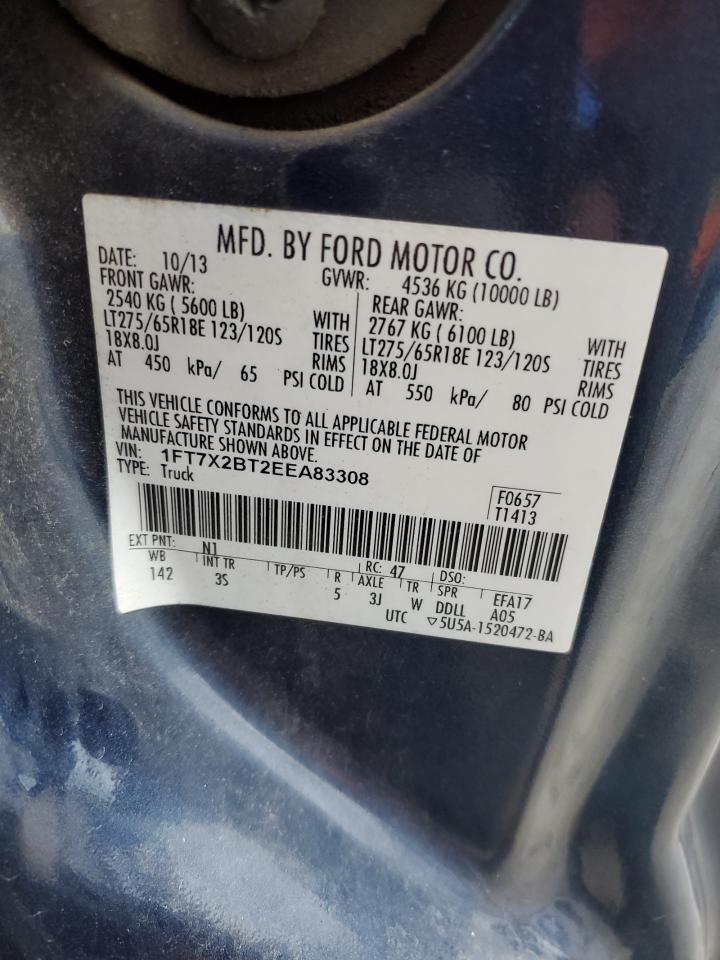 MFD. BY FORD MOTOR CO.
DATE: 10/13 GVWR: 4536 KG (10000 LB)
FRONT GAWR: REAR GAWR:
2540 KG ( 5600 LB) WITH 2767 KG ( 6100 LB) WITH
LT275/65R18E 123/120S TIRES LT275/65R18E 123/120S TIRES
18X8.0J RIMS 18X8.0J RIMS
AT 450 kPa/ 65 PSI COLD AT 550 kPa/ 80 PSI COLD
THIS VEHICLE CONFORMS TO ALL APPLICABLE FEDERAL MOTOR
VEHICLE SAFETY STANDARDS IN EFFECT ON THE DATE OF
MANUFACTURE SHOWN ABOVE.
VIN: 1FT7X2BT2EEA83308
TYPE: Truck
F0657
T1413
EXT PNT: N1 RC: 47 DSO:
WB INT TR TP/PS R AXLE TR SPR EFA17
142 3S 5 3J W DDLL A05
UTC ▽5U5A-1520472-BA